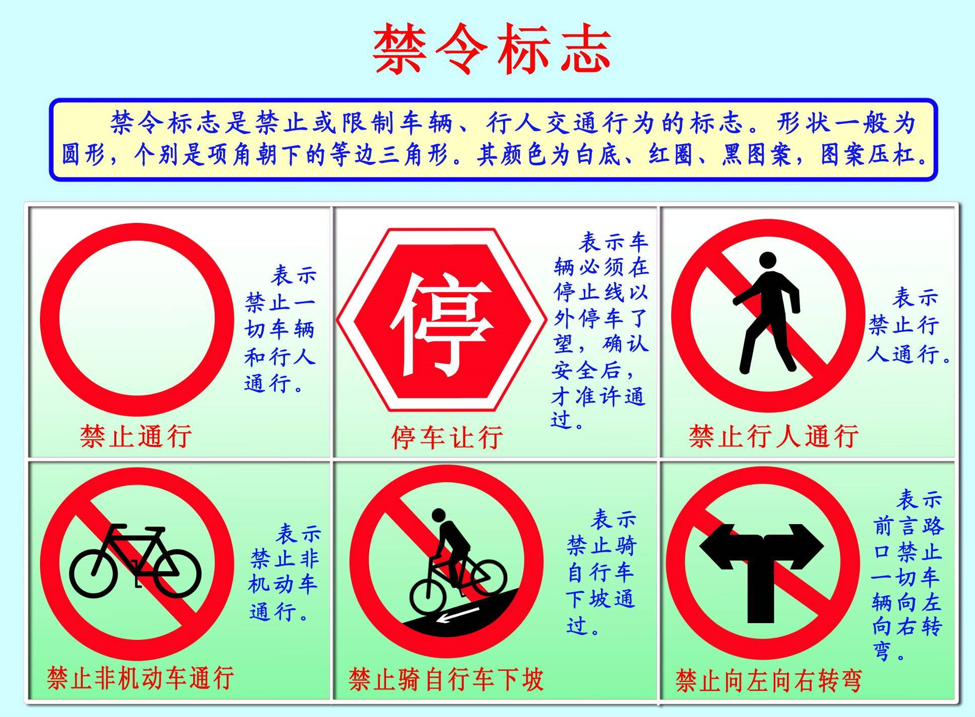 禁令标志
禁令标志是禁止或限制车辆、行人交通行为的标志。形状一般为
圆形，个别是项角朝下的等边三角形。其颜色为白底、红圈、黑图案，图案压杠。
表示
禁止一
切车辆
和行人
通行。
禁止通行
停
表示车
辆必须在
停止线以
外停车了
望，确认
安全后，
才准许通
过。
停车让行
表示
禁止行
人通行。
禁止行人通行
表示
禁止非
机动车
通行。
禁止非机动车通行
表示
禁止骑
自行车
下坡通
过。
禁止骑自行车下坡
表示
前言路
口禁止
一切车
辆向左
向右转
弯。
禁止向左向右转弯